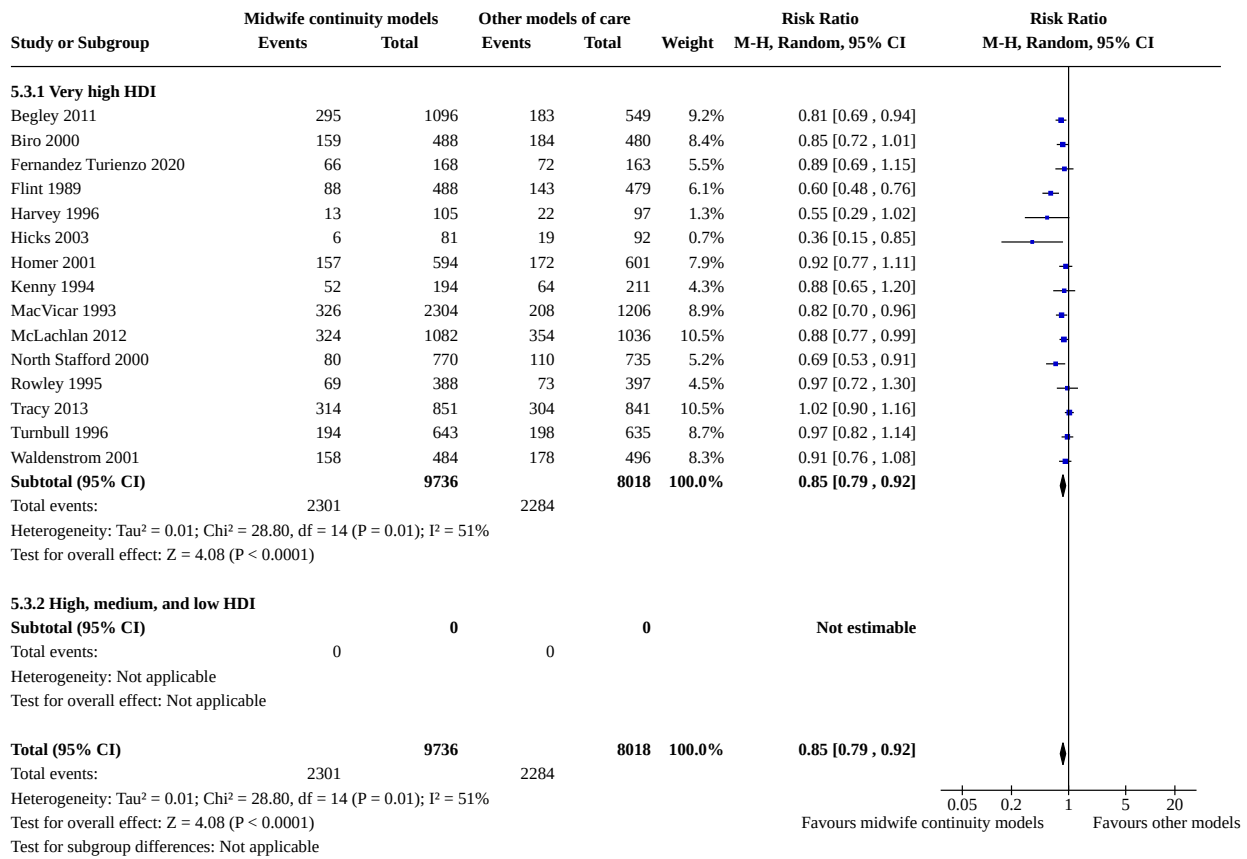 Midwife continuity models Other models of care Risk Ratio Risk Ratio
Study or Subgroup Events Total Events Total Weight M-H, Random, 95% CI M-H, Random, 95% CI
5.3.1 Very high HDI
Begley 2011 295 1096 183 549 9.2% 0.81 [0.69 , 0.94]
Biro 2000 159 488 184 480 8.4% 0.85 [0.72 , 1.01]
Fernandez Turienzo 2020 66 168 72 163 5.5% 0.89 [0.69 , 1.15]
Flint 1989 88 488 143 479 6.1% 0.60 [0.48 , 0.76]
Harvey 1996 13 105 22 97 1.3% 0.55 [0.29 , 1.02]
Hicks 2003 6 81 19 92 0.7% 0.36 [0.15 , 0.85]
Homer 2001 157 594 172 601 7.9% 0.92 [0.77 , 1.11]
Kenny 1994 52 194 64 211 4.3% 0.88 [0.65 , 1.20]
MacVicar 1993 326 2304 208 1206 8.9% 0.82 [0.70 , 0.96]
McLachlan 2012 324 1082 354 1036 10.5% 0.88 [0.77 , 0.99]
North Stafford 2000 80 770 110 735 5.2% 0.69 [0.53 , 0.91]
Rowley 1995 69 388 73 397 4.5% 0.97 [0.72 , 1.30]
Tracy 2013 314 851 304 841 10.5% 1.02 [0.90 , 1.16]
Turnbull 1996 194 643 198 635 8.7% 0.97 [0.82 , 1.14]
Waldenstrom 2001 158 484 178 496 8.3% 0.91 [0.76 , 1.08]
Subtotal (95% CI) 9736 8018 100.0% 0.85 [0.79 , 0.92]
Total events: 2301 2284
Heterogeneity: Tau² = 0.01; Chi² = 28.80, df = 14 (P = 0.01); I² = 51%
Test for overall effect: Z = 4.08 (P < 0.0001)
5.3.2 High, medium, and low HDI
Subtotal (95% CI) 0 0 Not estimable
Total events: 0 0
Heterogeneity: Not applicable
Test for overall effect: Not applicable
Total (95% CI) 9736 8018 100.0% 0.85 [0.79 , 0.92]
Total events: 2301 2284
Heterogeneity: Tau² = 0.01; Chi² = 28.80, df = 14 (P = 0.01); I² = 51%
0.05 0.2 1 5 20
Test for overall effect: Z = 4.08 (P < 0.0001) Favours midwife continuity models Favours other models
Test for subgroup differences: Not applicable